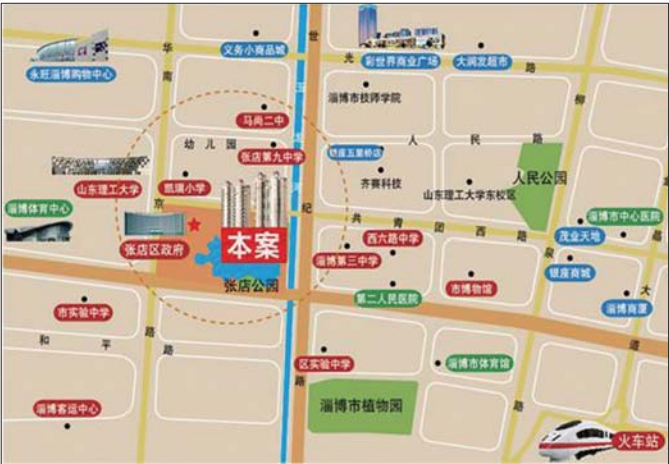 义务小商品城
永旺淄博购物中心
彩世界商业广场
大润发超市
世
光
路
华
南
柳
淄博市技师学院
马尚二中
幼儿园
张店第九中学
人民路
银座五里桥店
齐赛科技
人民公园
山东理工大学
凯瑞小学
山东理工大学东校区
淄博体育中心
京
纪
共青团西路
淄博市中心医院
昌
茂业天地
张店区政府
本案
西六路中学
淄博第三中学
泉
银座商城
张店公园
第二人民医院
市博物馆
大
淄博商厦
市实验中学
和平路
路
道
区实验中学
淄博市体育馆
路
淄博市植物园
路
淄博客运中心
火车站